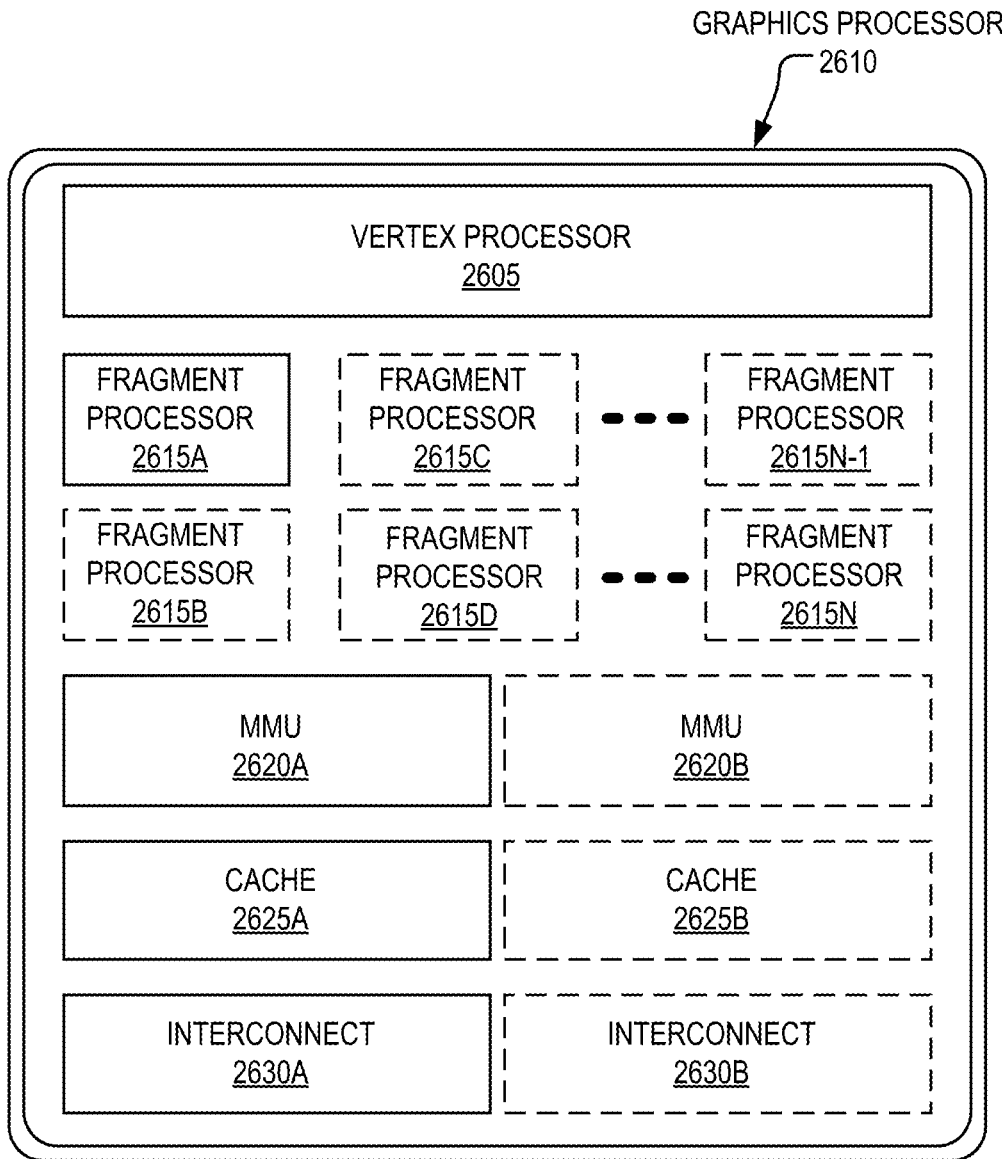 GRAPHICS PROCESSOR
2610
VERTEX PROCESSOR
2605
FRAGMENT
PROCESSOR
2615A
FRAGMENT
PROCESSOR
2615C
FRAGMENT
PROCESSOR
2615N-1
FRAGMENT
PROCESSOR
2615B
FRAGMENT
PROCESSOR
2615D
FRAGMENT
PROCESSOR
2615N
MMU
2620A
MMU
2620B
CACHE
2625A
CACHE
2625B
INTERCONNECT
2630A
INTERCONNECT
2630B